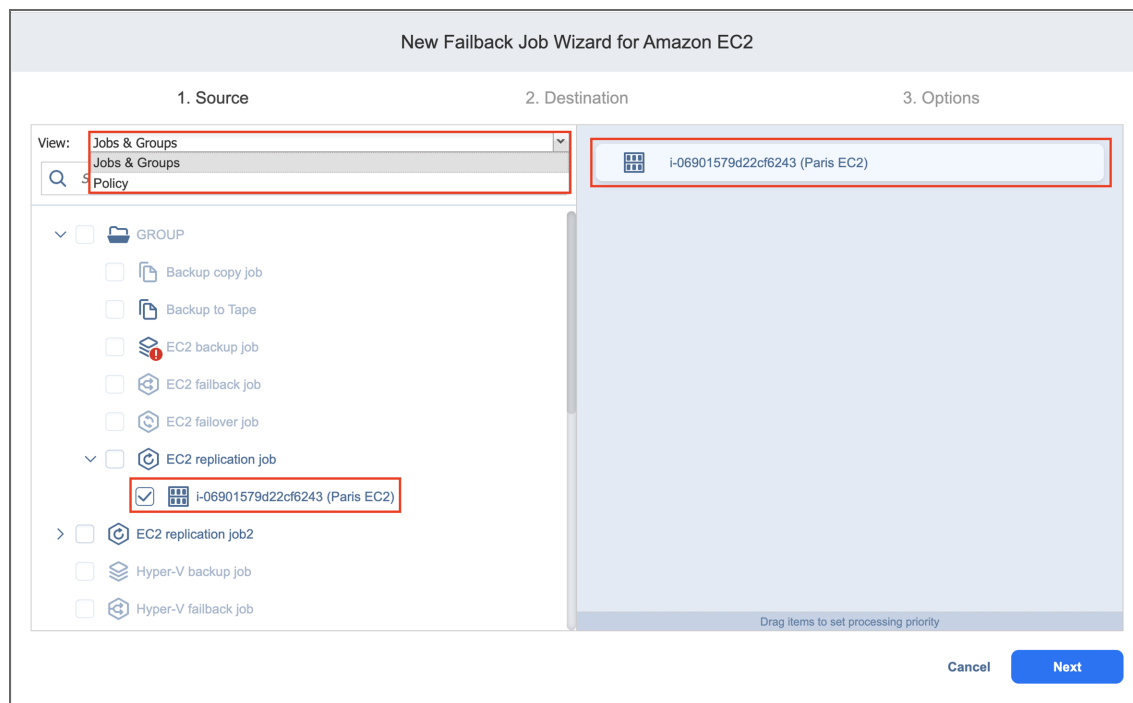 New Failback Job Wizard for Amazon EC2
1. Source
2. Destination
3. Options
View:
Jobs & Groups
Jobs & Groups
Policy
i-06901579d22cf6243 (Paris EC2)
GROUP
Backup copy job
Backup to Tape
EC2 backup job
EC2 failback job
EC2 failover job
EC2 replication job
i-06901579d22cf6243 (Paris EC2)
EC2 replication job2
Hyper-V backup job
Hyper-V failback job
Drag items to set processing priority
Cancel
Next